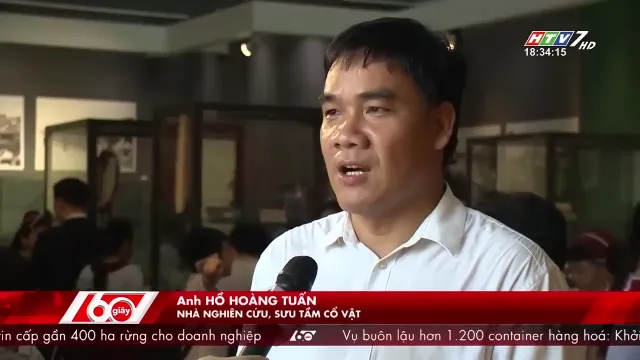 HTV7 HD
18:34:15
Anh HỒ HOÀNG TUẤN
60 giây
NHÀ NGHIÊN CỨU, SƯU TẦM CỔ VẬT
tin cấp gần 400 ha rừng cho doanh nghiệp 60 Vụ buôn lậu hơn 1.200 container hàng hoá: Khởi